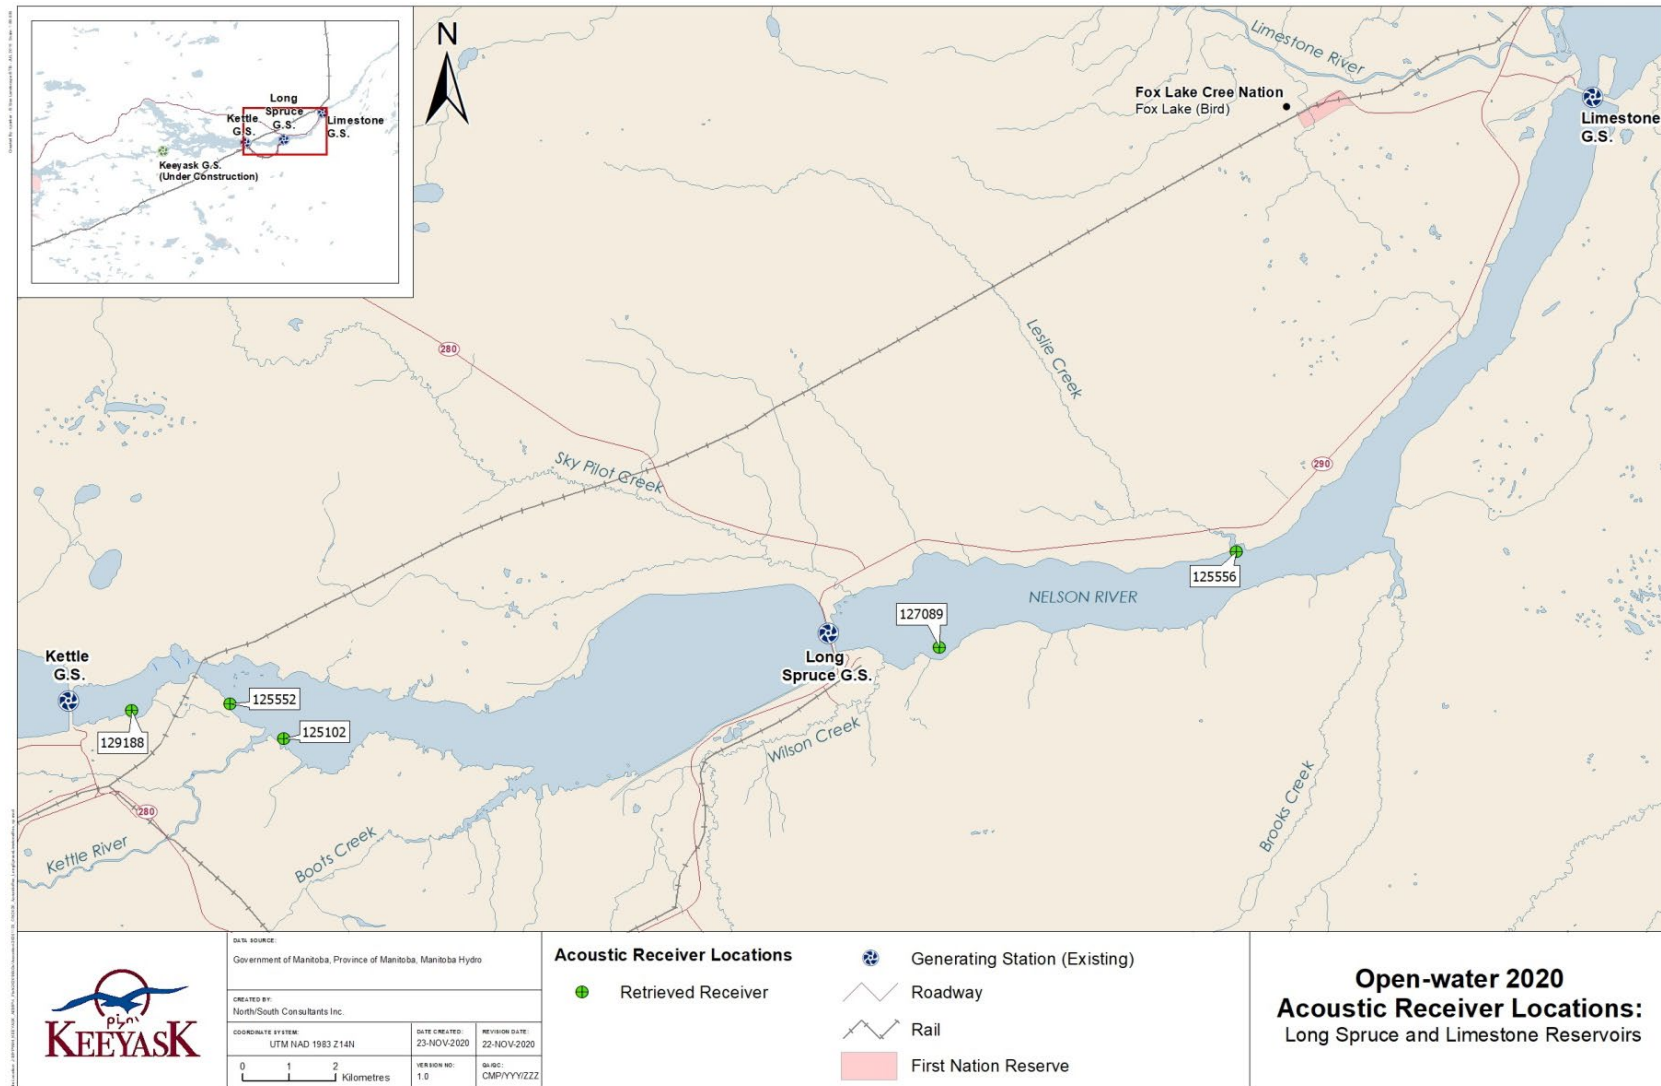 Long
Spruce
G.S.
Kettle
G.S.
Limestone
G.S.
Keeyask G.S.
(Under Construction)
N
Limestone River
Fox Lake Cree Nation
Fox Lake (Bird)
Limestone
G.S.
280
Leslie Creek
Sky Pilot Creek
290
125556
NELSON RIVER
127089
Kettle
G.S.
Long
Spruce G.S.
125552
125102
129188
Wilson Creek
280
Kettle River
Boots Creek
Brooks Creek
KEEYASK
DATA SOURCE:
Government of Manitoba, Province of Manitoba, Manitoba Hydro
CREATED BY:
North/South Consultants Inc.
COORDINATE SYSTEM:
UTM NAD 1983 Z14N
DATE CREATED:
23-NOV-2020
REVISION DATE:
22-NOV-2020
0 1 2 Kilometres
VERSION NO:
1.0
QA/QC:
CMP/YYY/ZZZ
Acoustic Receiver Locations
Retrieved Receiver
Generating Station (Existing)
Roadway
Rail
First Nation Reserve
Open-water 2020
Acoustic Receiver Locations:
Long Spruce and Limestone Reservoirs